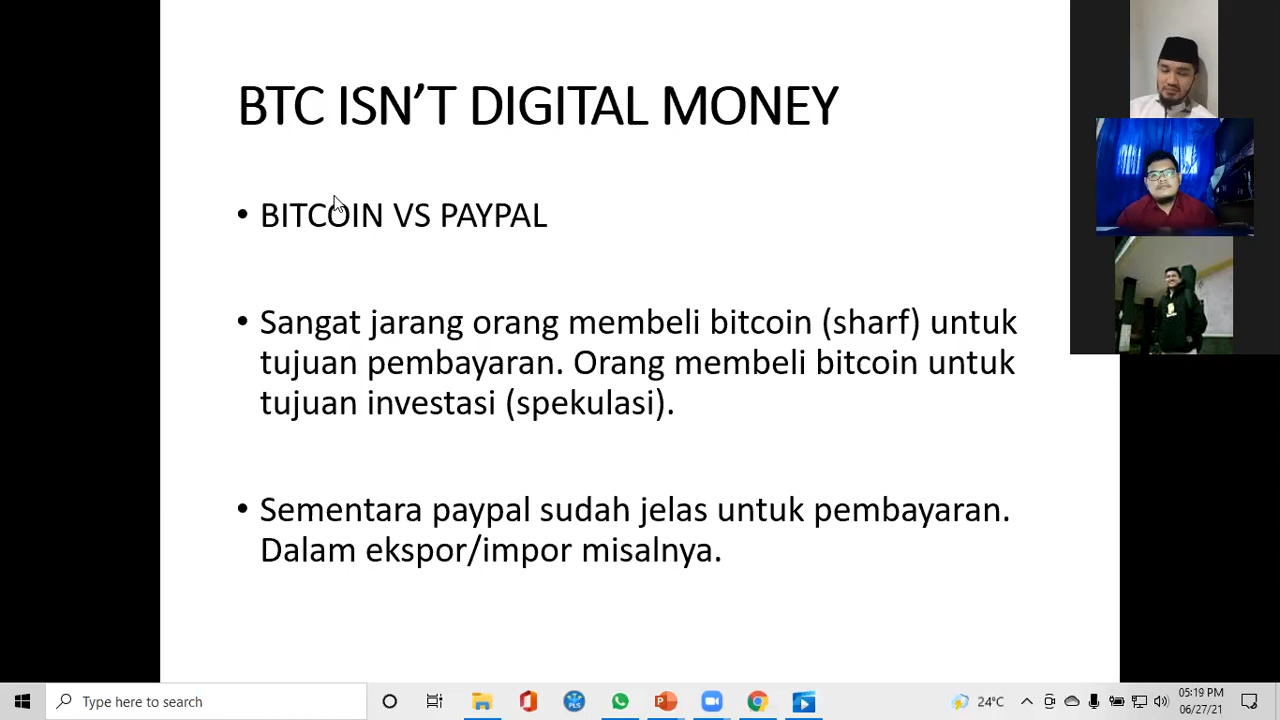 BTC ISN’T DIGITAL MONEY
• BITCOIN VS PAYPAL
• Sangat jarang orang membeli bitcoin (sharf) untuk
tujuan pembayaran. Orang membeli bitcoin untuk
tujuan investasi (spekulasi).
• Sementara paypal sudah jelas untuk pembayaran.
Dalam ekspor/impor misalnya.
Type here to search
PLS
24°C
05:19 PM
06/27/21